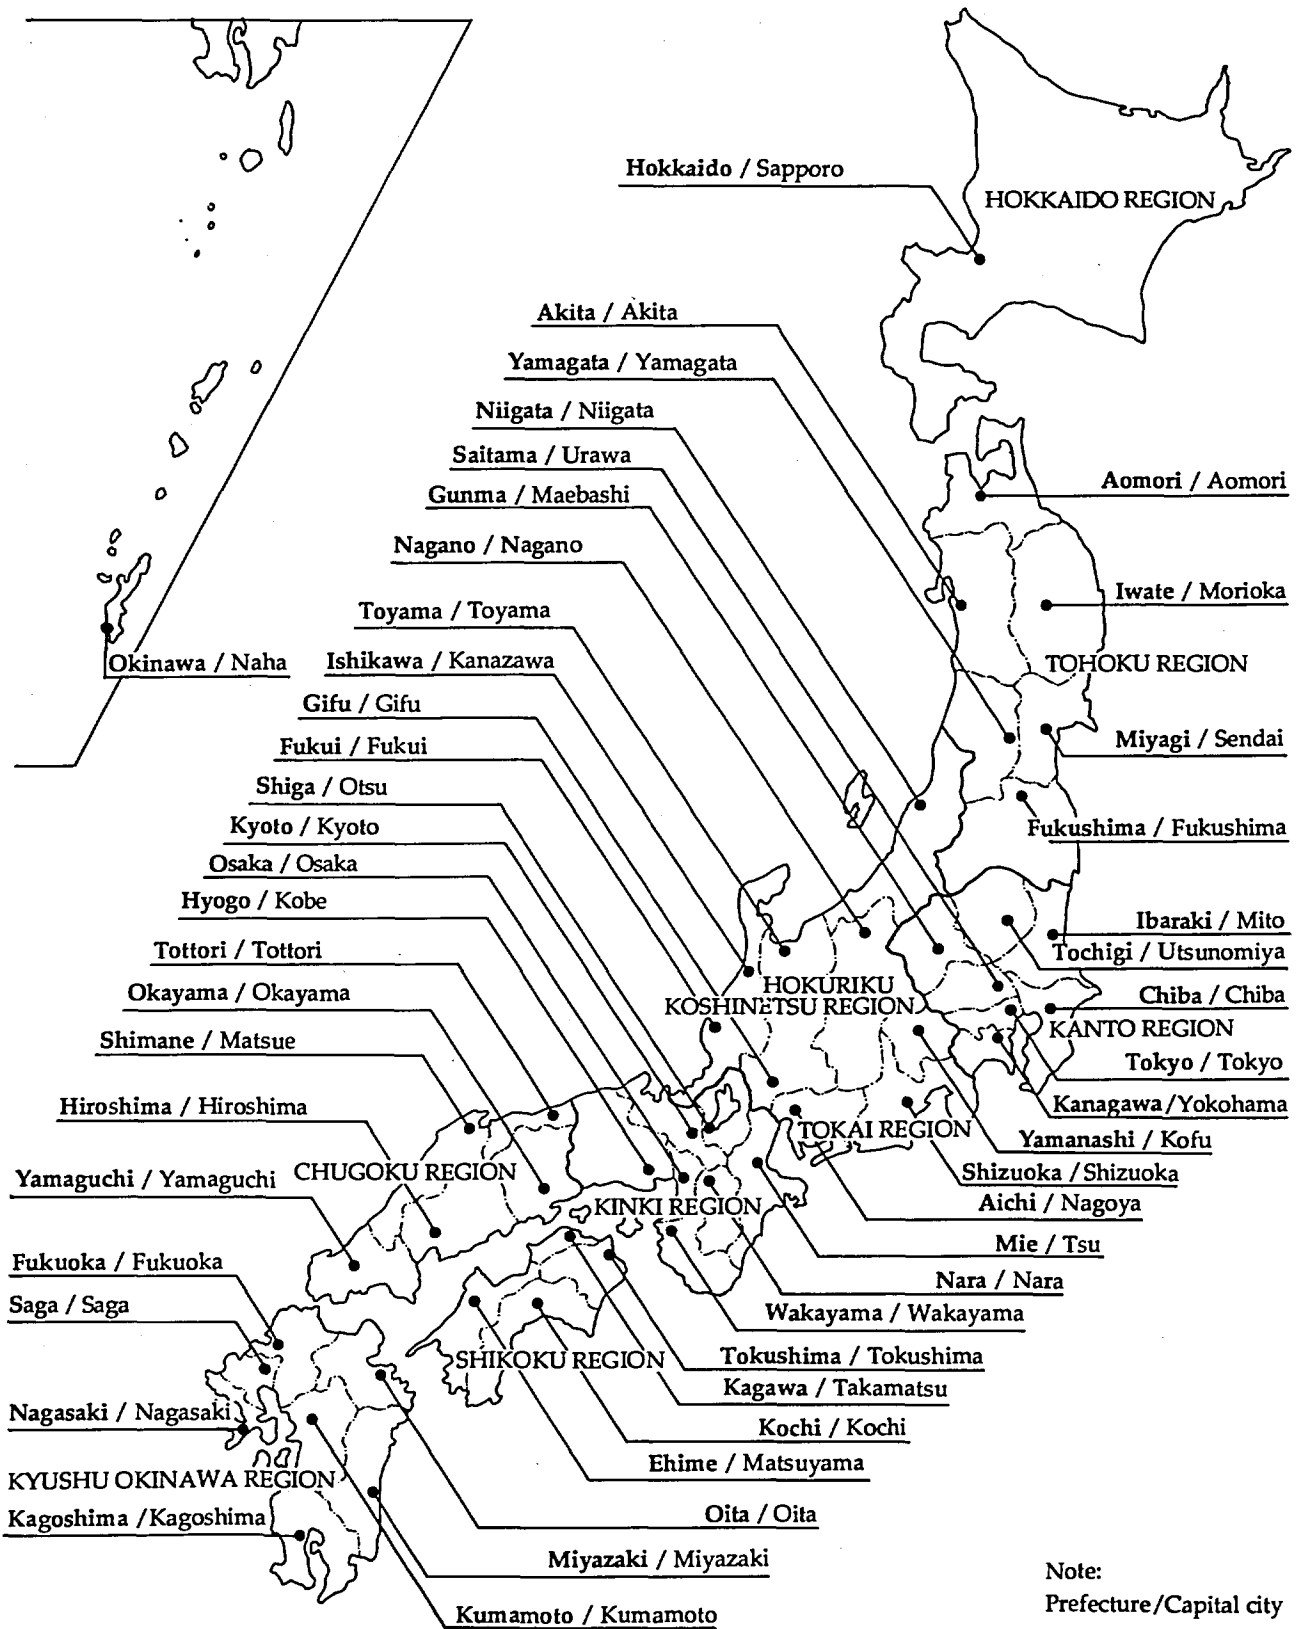 Hokkaido / Sapporo
HOKKAIDO REGION
Akita / Akita
Yamagata / Yamagata
Niigata / Niigata
Saitama / Urawa
Gunma / Maebashi
Nagano / Nagano
Toyama / Toyama
Ishikawa / Kanazawa
Gifu / Gifu
Fukui / Fukui
Shiga / Otsu
Kyoto / Kyoto
Osaka / Osaka
Hyogo / Kobe
Tottori / Tottori
Okayama / Okayama
Shimane / Matsue
Hiroshima / Hiroshima
Yamaguchi / Yamaguchi
Fukuoka / Fukuoka
Saga / Saga
Nagasaki / Nagasaki
KYUSHU OKINAWA REGION
Kagoshima /Kagoshima
Okinawa / Naha
Aomori / Aomori
Iwate / Morioka
TOHOKU REGION
Miyagi / Sendai
Fukushima / Fukushima
Ibaraki / Mito
Tochigi / Utsunomiya
Chiba / Chiba
KANTO REGION
Tokyo / Tokyo
Kanagawa/Yokohama
Yamanashi / Kofu
Shizuoka / Shizuoka
Aichi / Nagoya
Mie / Tsu
Nara / Nara
Wakayama / Wakayama
Tokushima / Tokushima
Kagawa / Takamatsu
Kochi / Kochi
Ehime / Matsuyama
Oita / Oita
Miyazaki / Miyazaki
Kumamoto / Kumamoto
HOKURIKU
KOSHINETSU REGION
TOKAI REGION
CHUGOKU REGION
KINKI REGION
SHIKOKU REGION
Note:
Prefecture/Capital city